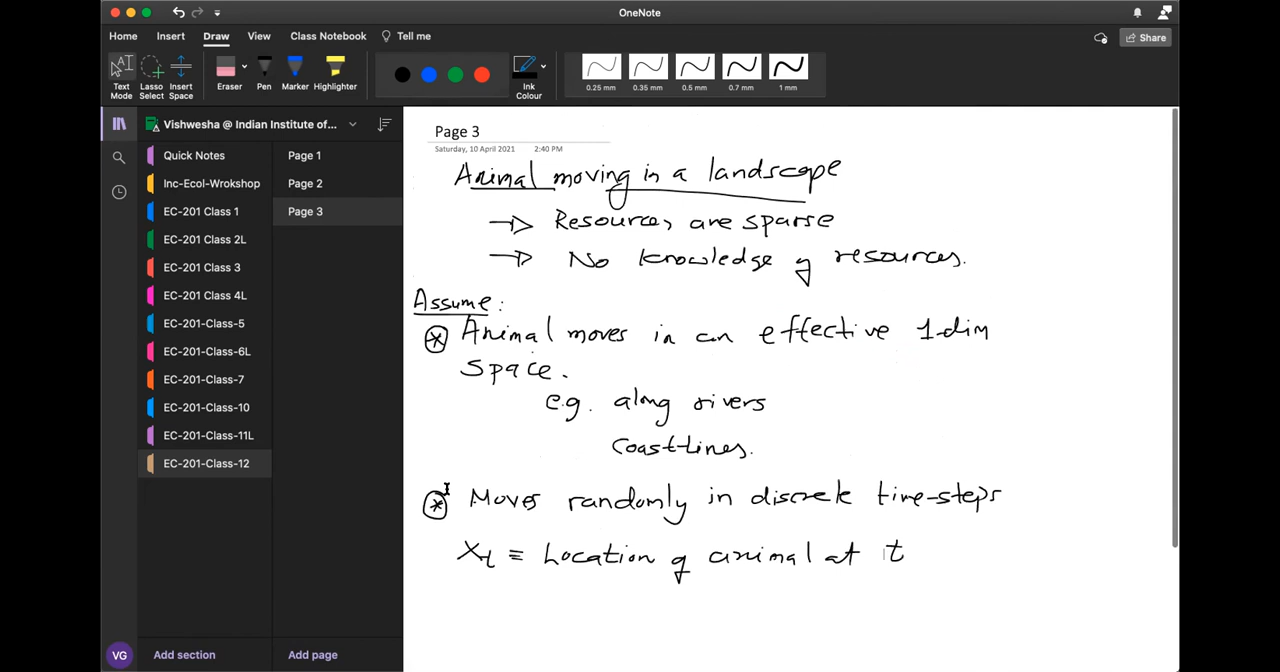 OneNote
Home Insert Draw View Class Notebook Tell me
Share
Text Mode
Lasso Select
Insert Space
Eraser
Pen
Marker
Highlighter
Ink Colour
0.25 mm 0.35 mm 0.5 mm 0.7 mm 1 mm
Vishwesha @ Indian Institute of...
Quick Notes
Inc-Ecol-Wrokshop
EC-201 Class 1
EC-201 Class 2L
EC-201 Class 3
EC-201 Class 4L
EC-201-Class-5
EC-201-Class-6L
EC-201-Class-7
EC-201-Class-10
EC-201-Class-11L
EC-201-Class-12
VG
Add section
Page 1
Page 2
Page 3
Add page
Page 3
Saturday, 10 April 2021 2:40 PM
Animal moving in a landscape
→ Resources are sparse
→ No knowledge of resources.
Assume:
* Animal moves in an effective 1-dim
space.
e.g. along rivers
Coastlines.
* Moves randomly in discrete time-steps
Xt ≡ Location of animal at t